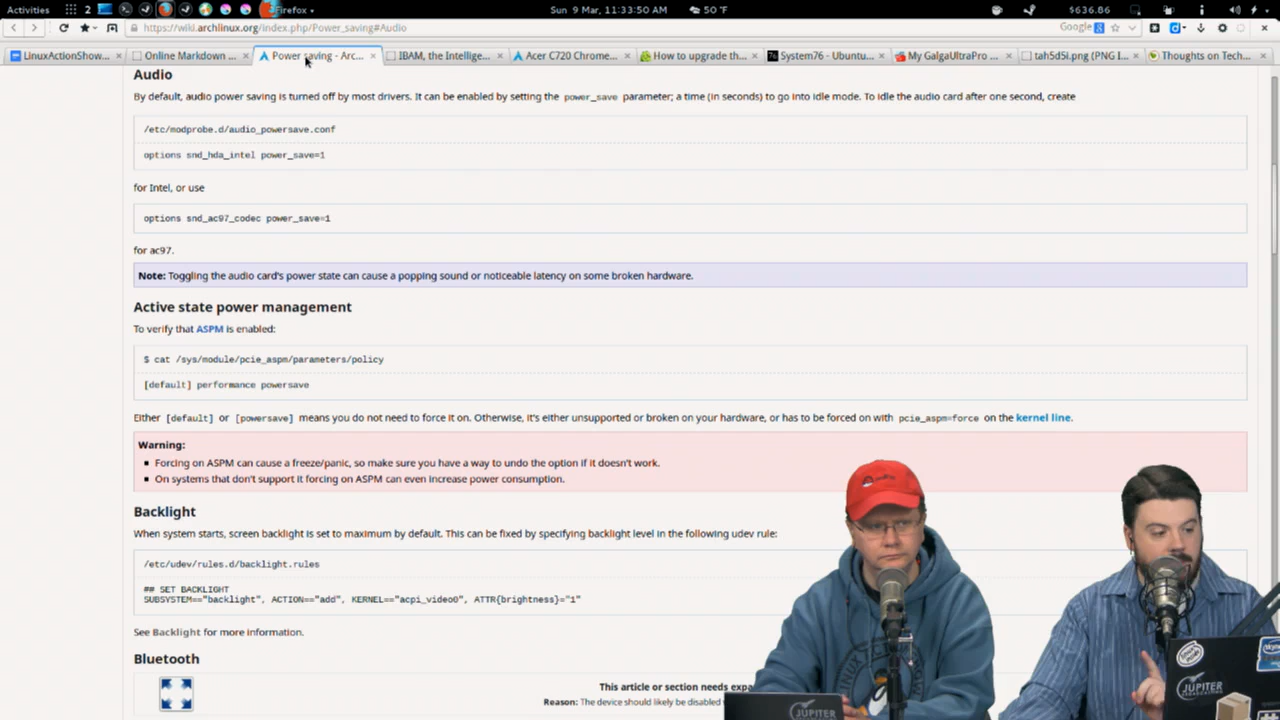 Activities
2
Firefox
Sun 9 Mar, 11:33:50 AM
50 °F
$636.86
https://wiki.archlinux.org/index.php/Power_saving#Audio
Google
LinuxActionShow...
Online Markdown ...
Power saving - Arc...
IBAM, the Intellige...
Acer C720 Chrome...
How to upgrade th...
System76 - Ubuntu...
My GalgaUltraPro ...
tah5d5i.png (PNG I...
Thoughts on Tech...
Audio
By default, audio power saving is turned off by most drivers. It can be enabled by setting the power_save parameter; a time (in seconds) to go into idle mode. To idle the audio card after one second, create
/etc/modprobe.d/audio_powersave.conf
options snd_hda_intel power_save=1
for Intel, or use
options snd_ac97_codec power_save=1
for ac97.
Note: Toggling the audio card's power state can cause a popping sound or noticeable latency on some broken hardware.
Active state power management
To verify that ASPM is enabled:
$ cat /sys/module/pcie_aspm/parameters/policy
[default] performance powersave
Either [default] or [powersave] means you do not need to force it on. Otherwise, it's either unsupported or broken on your hardware, or has to be forced on with pcie_aspm=force on the kernel line.
Warning:
Forcing on ASPM can cause a freeze/panic, so make sure you have a way to undo the option if it doesn't work.
On systems that don't support it forcing on ASPM can even increase power consumption.
Backlight
When system starts, screen backlight is set to maximum by default. This can be fixed by specifying backlight level in the following udev rule:
/etc/udev/rules.d/backlight.rules
## SET BACKLIGHT
SUBSYSTEM=="backlight", ACTION=="add", KERNEL=="acpi_video0", ATTR{brightness}="1"
See Backlight for more information.
Bluetooth
This article or section needs expa
Reason: The device should likely be disabled
JUPITER
JUPITER